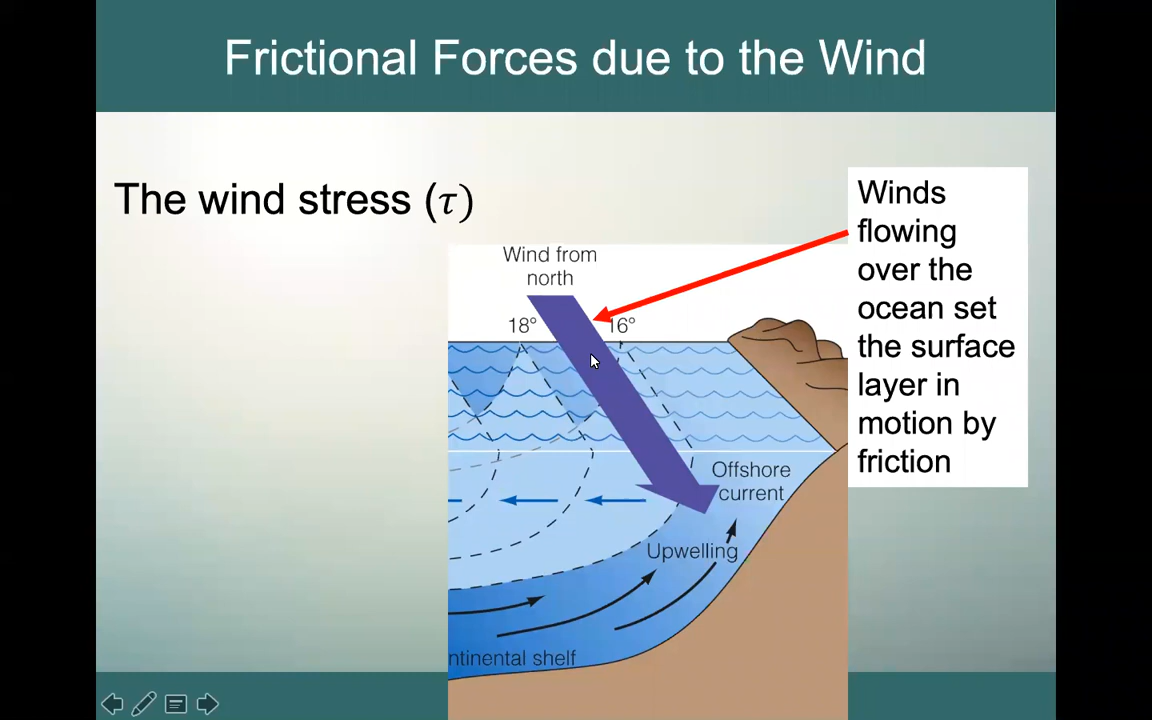 Frictional Forces due to the Wind
The wind stress (τ)
Wind from
north
18°
16°
Offshore
current
Upwelling
ntinental shelf
Winds
flowing
over the
ocean set
the surface
layer in
motion by
friction